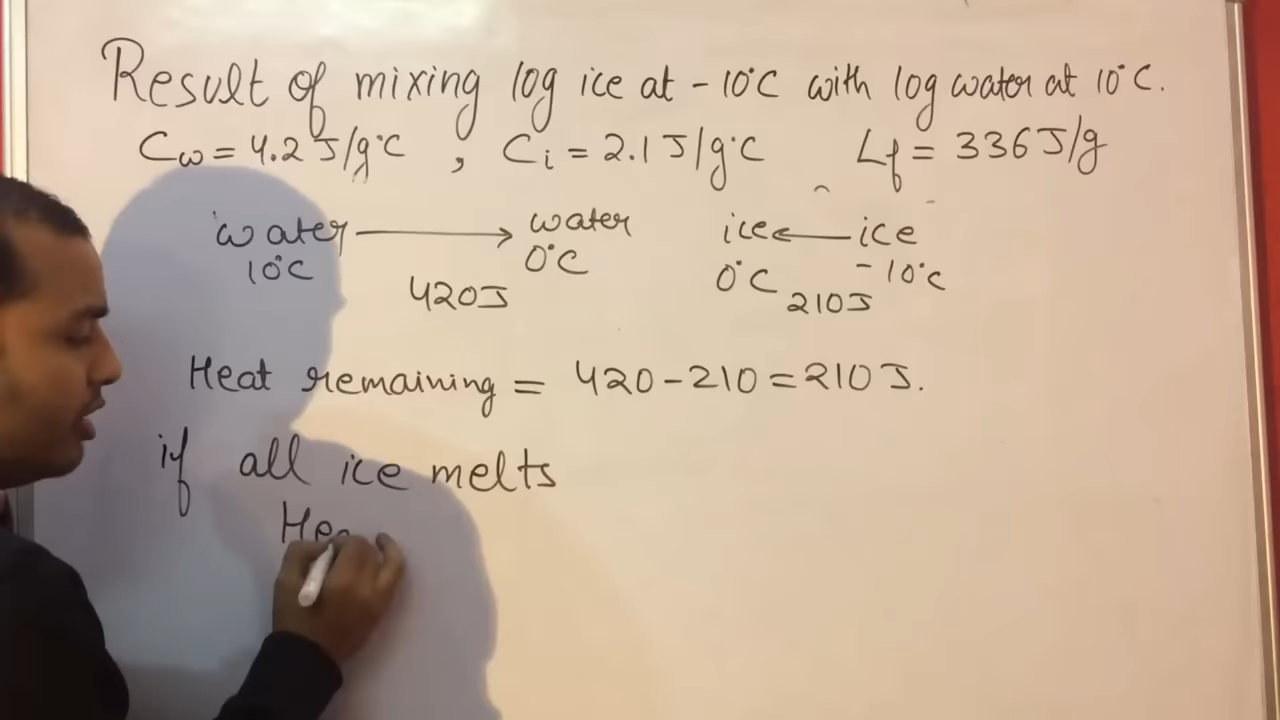 Result of mixing 10g ice at -10°C with 10g water at 10°C.
Cw = 4.2 J/g°C , Ci = 2.1 J/g°C Lf = 336 J/g
water → water ice ← ice
10°C 0°C 0°C -10°C
420J 210J
Heat remaining = 420 - 210 = 210 J.
if all ice melts